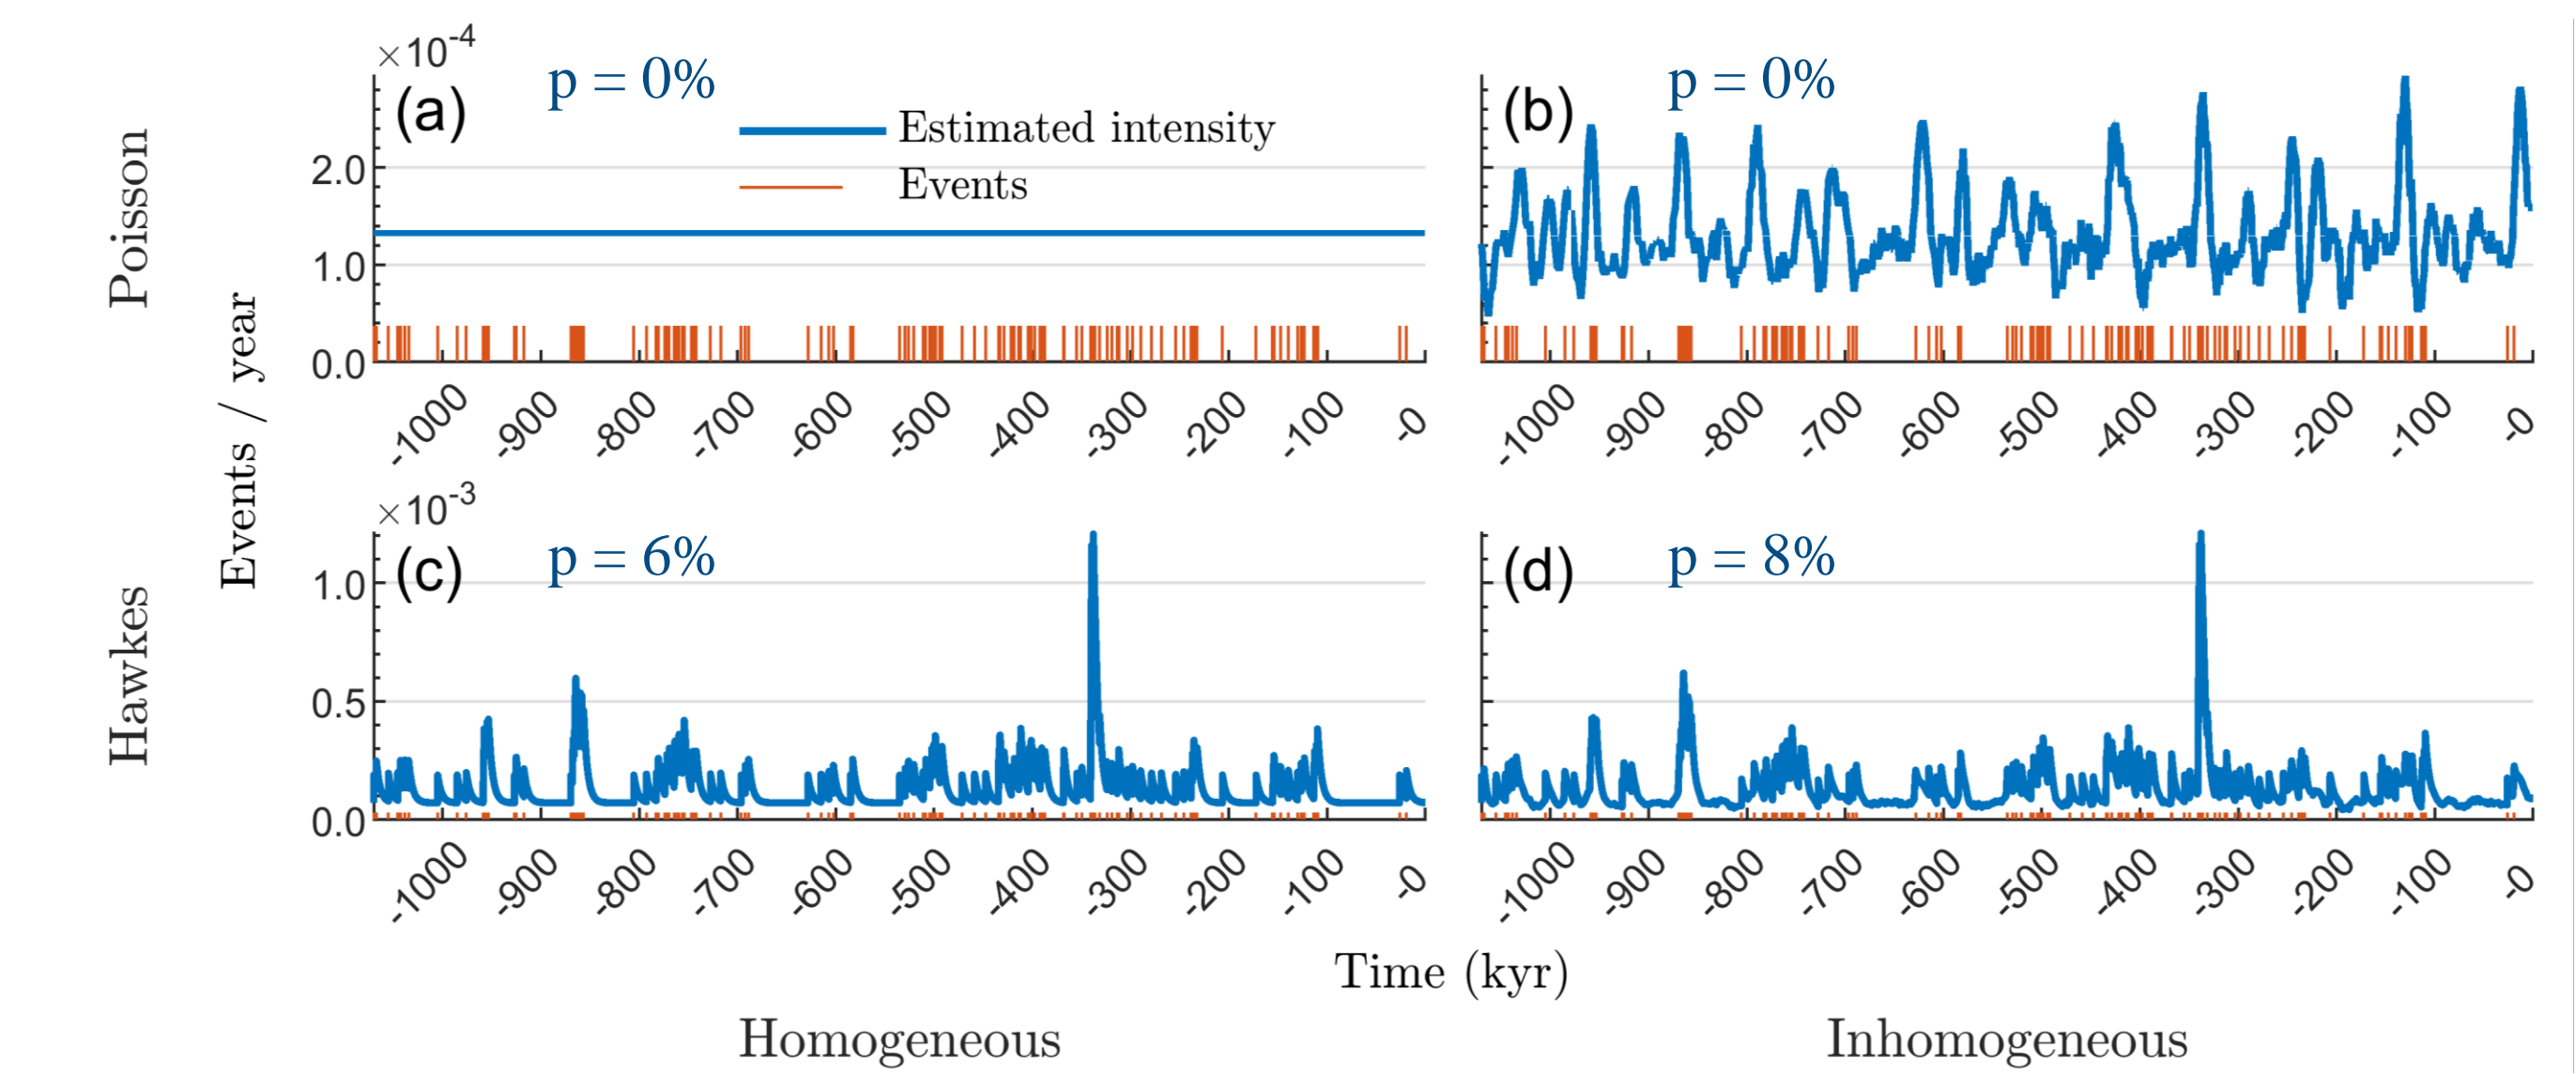 ×10-4
(a) p = 0%
Estimated intensity
Events
2.0
1.0
0.0
-1000 -900 -800 -700 -600 -500 -400 -300 -200 -100 -0
(b) p = 0%
-1000 -900 -800 -700 -600 -500 -400 -300 -200 -100 -0
Poisson
Events / year
×10-3
(c) p = 6%
1.0
0.5
0.0
-1000 -900 -800 -700 -600 -500 -400 -300 -200 -100 -0
(d) p = 8%
-1000 -900 -800 -700 -600 -500 -400 -300 -200 -100 -0
Hawkes
Time (kyr)
Homogeneous
Inhomogeneous